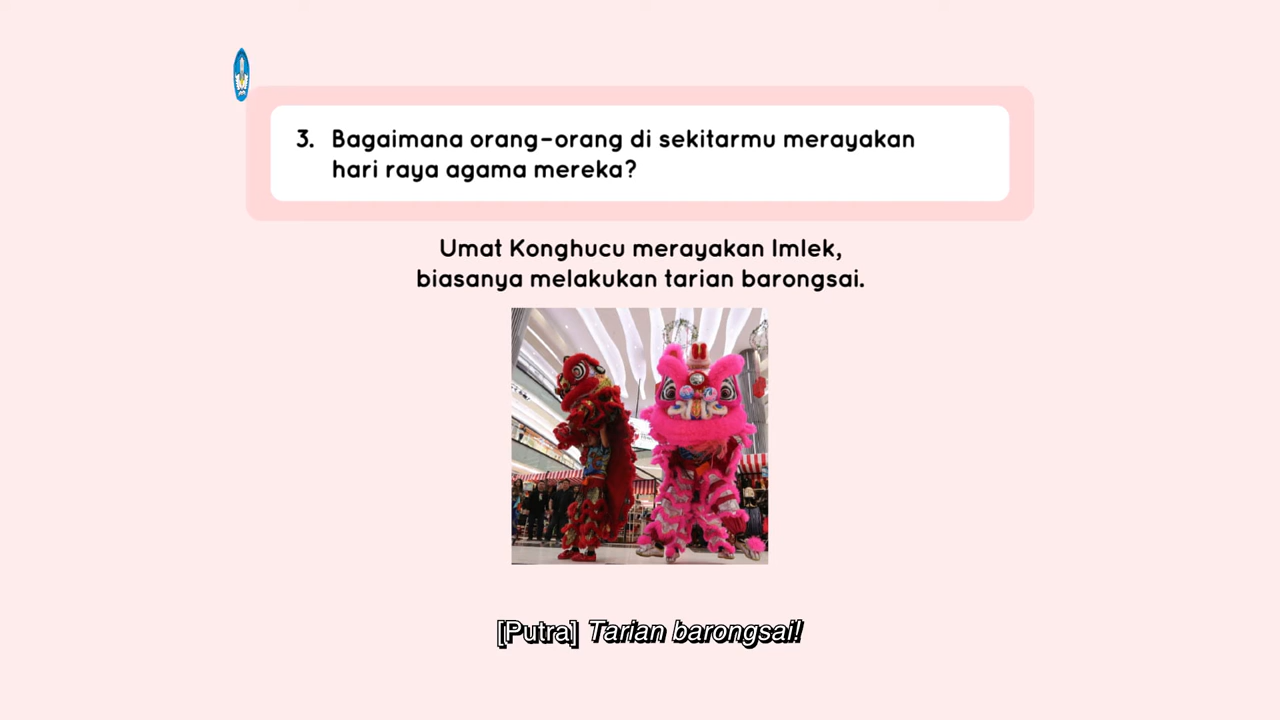 3. Bagaimana orang-orang di sekitarmu merayakan
hari raya agama mereka?
Umat Konghucu merayakan Imlek,
biasanya melakukan tarian barongsai.
[Putra] Tarian barongsai!